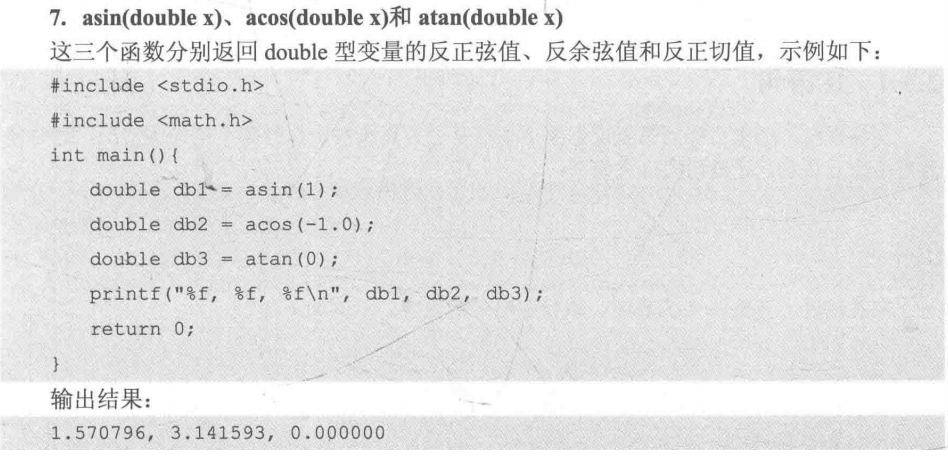 7. asin(double x)、acos(double x)和 atan(double x)
这三个函数分别返回 double 型变量的反正弦值、反余弦值和反正切值，示例如下：
#include <stdio.h>
#include <math.h>
int main(){
    double db1 = asin(1);
    double db2 = acos(-1.0);
    double db3 = atan(0);
    printf("%f, %f, %f\n", db1, db2, db3);
    return 0;
}
输出结果：
1.570796, 3.141593, 0.000000